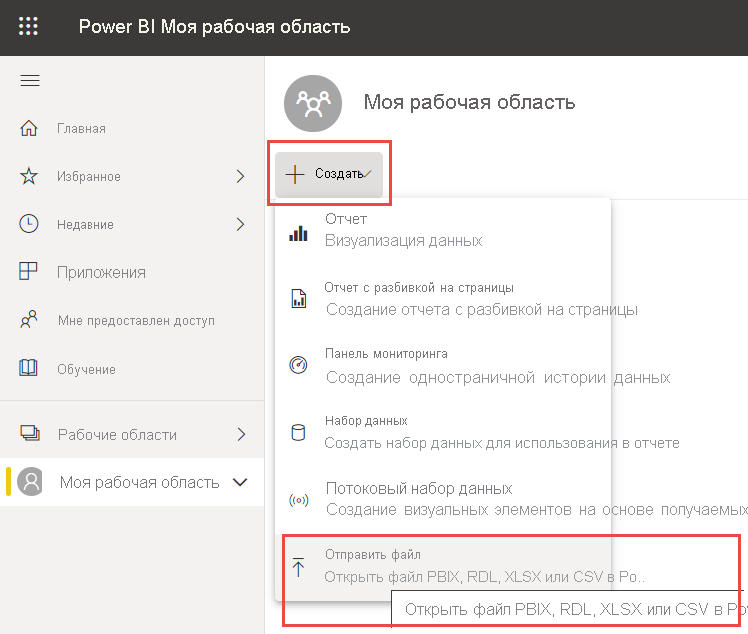 Power BI Моя рабочая область
Моя рабочая область
Главная
Создать
Избранное
Отчет
Недавние
Визуализация данных
Приложения
Отчет с разбивкой на страницы
Создание отчета с разбивкой на страницы
Мне предоставлен доступ
Панель мониторинга
Обучение
Создание одностраничной истории данных
Набор данных
Рабочие области
Создать набор данных для использования в отчете
Моя рабочая область
Потоковый набор данных
Создание визуальных элементов на основе получаемых
Отправить файл
Открыть файл PBIX, RDL, XLSX или CSV в Po..
Открыть файл PBIX, RDL, XLSX или CSV в Po